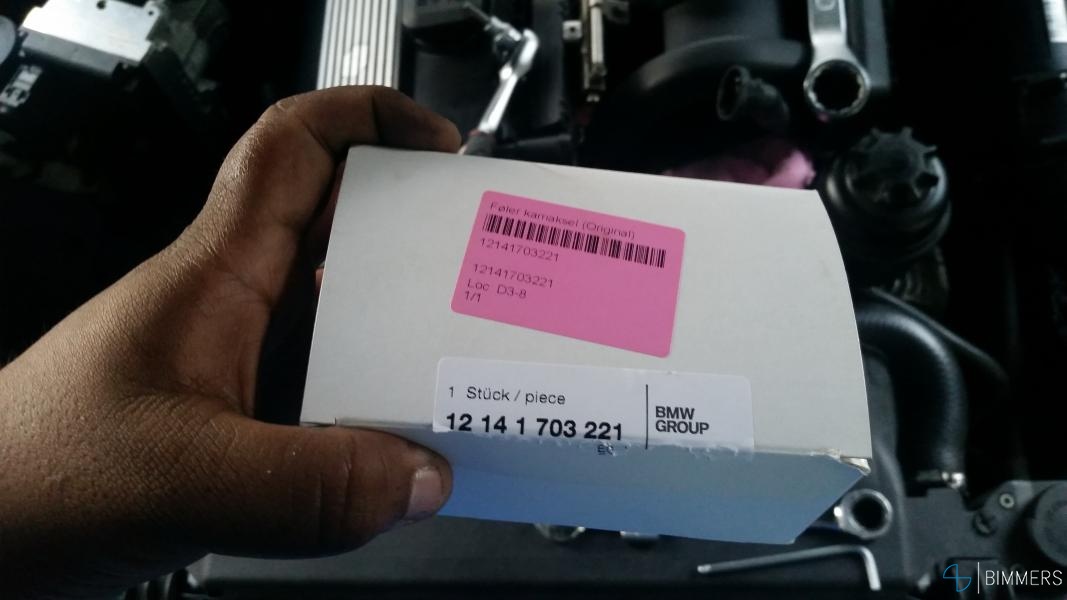 Føler kamaksel (Original)
12141703221
12141703221
Loc D3-8
1/1
1 Stück / piece
12 14 1 703 221
BMW
GROUP
BIMMERS